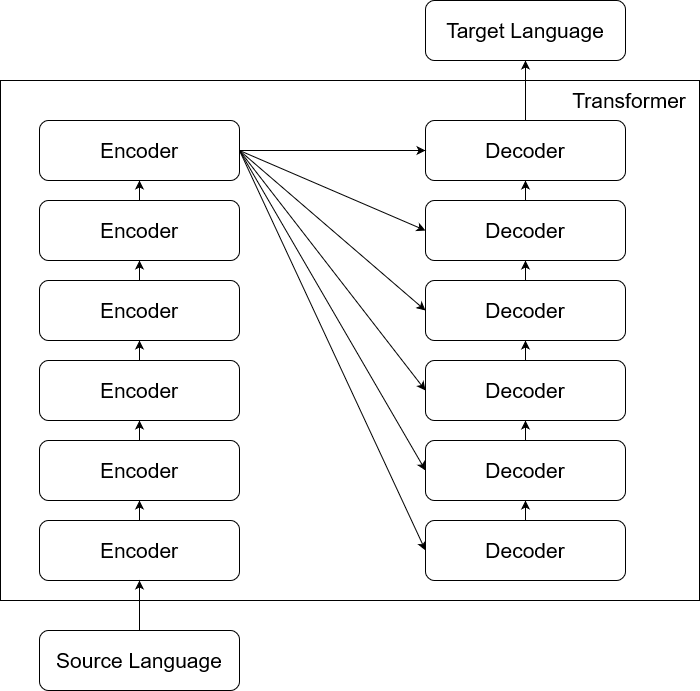 Target Language
Transformer
Encoder
Decoder
Encoder
Decoder
Encoder
Decoder
Encoder
Decoder
Encoder
Decoder
Encoder
Decoder
Source Language